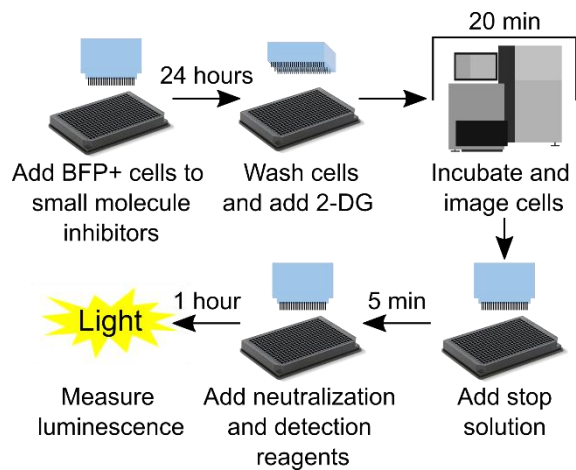 20 min
24 hours
Add BFP+ cells to
small molecule
inhibitors
Wash cells
and add 2-DG
Incubate and
image cells
Light
1 hour
5 min
Measure
luminescence
Add neutralization
and detection
reagents
Add stop
solution